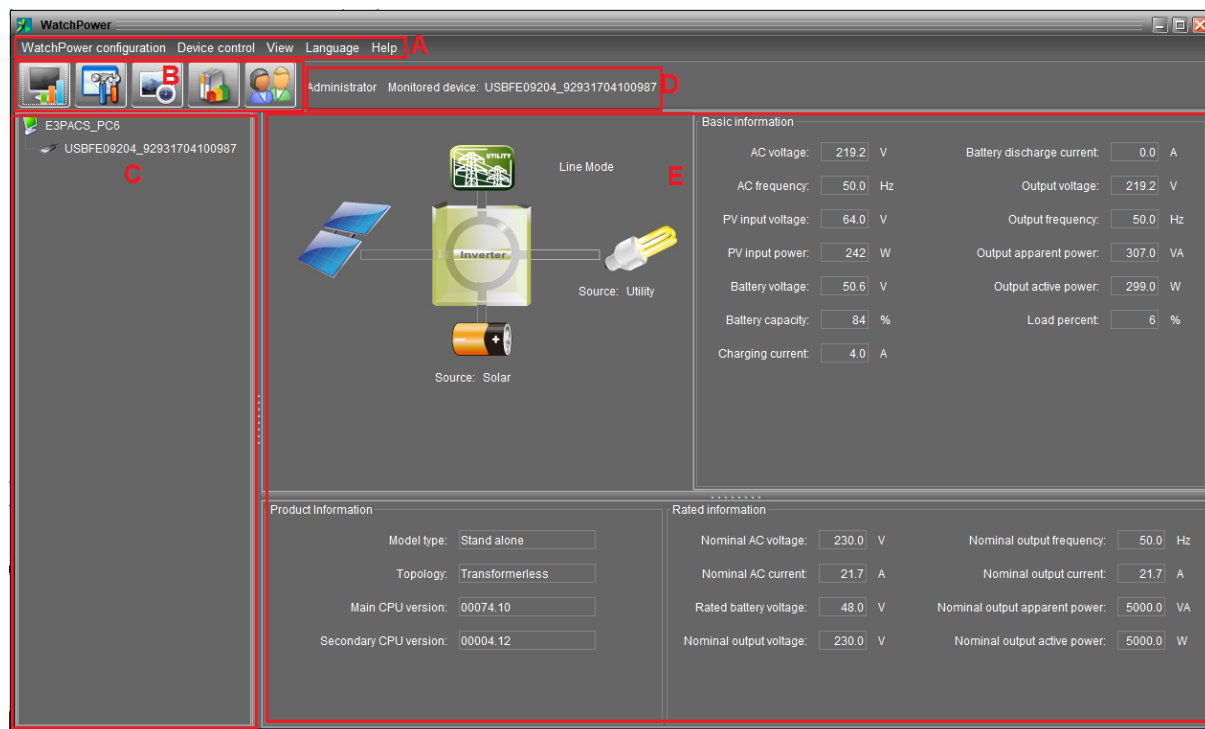 WatchPower
WatchPower configuration Device control View Language Help A
B
Administrator Monitored device: USBFE09204_92931704100987 D
E3PACS_PC6
USBFE09204_92931704100987
C
UTILITY
Line Mode
E
Inverter
Source: Utility
Source: Solar
Basic information
AC voltage: 219.2 V Battery discharge current: 0.0 A
AC frequency: 50.0 Hz Output voltage: 219.2 V
PV input voltage: 64.0 V Output frequency: 50.0 Hz
PV input power: 242 W Output apparent power: 307.0 VA
Battery voltage: 50.6 V Output active power: 299.0 W
Battery capacity: 84 % Load percent: 6 %
Charging current: 4.0 A
Product Information
Model type: Stand alone
Topology: Transformerless
Main CPU version: 00074.10
Secondary CPU version: 00004.12
Rated information
Nominal AC voltage: 230.0 V Nominal output frequency: 50.0 Hz
Nominal AC current: 21.7 A Nominal output current: 21.7 A
Rated battery voltage: 48.0 V Nominal output apparent power: 5000.0 VA
Nominal output voltage: 230.0 V Nominal output active power: 5000.0 W